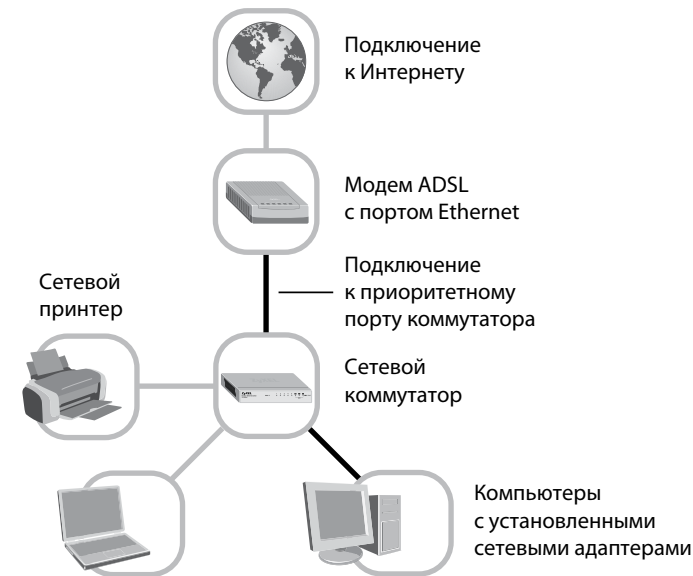 Подключение
к Интернету
Модем ADSL
с портом Ethernet
Подключение
к приоритетному
порту коммутатора
Сетевой
принтер
Сетевой
коммутатор
Компьютеры
с установленными
сетевыми адаптерами